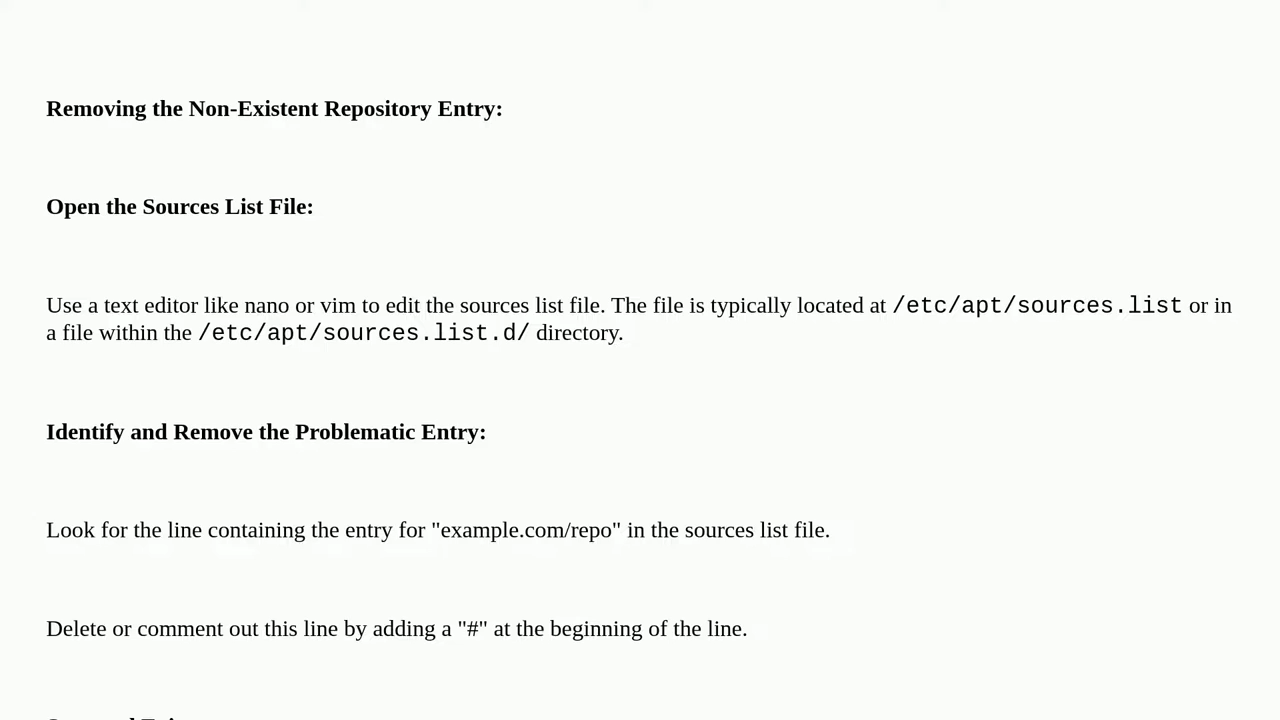 Removing the Non-Existent Repository Entry:
Open the Sources List File:
Use a text editor like nano or vim to edit the sources list file. The file is typically located at /etc/apt/sources.list or in
a file within the /etc/apt/sources.list.d/ directory.
Identify and Remove the Problematic Entry:
Look for the line containing the entry for "example.com/repo" in the sources list file.
Delete or comment out this line by adding a "#" at the beginning of the line.